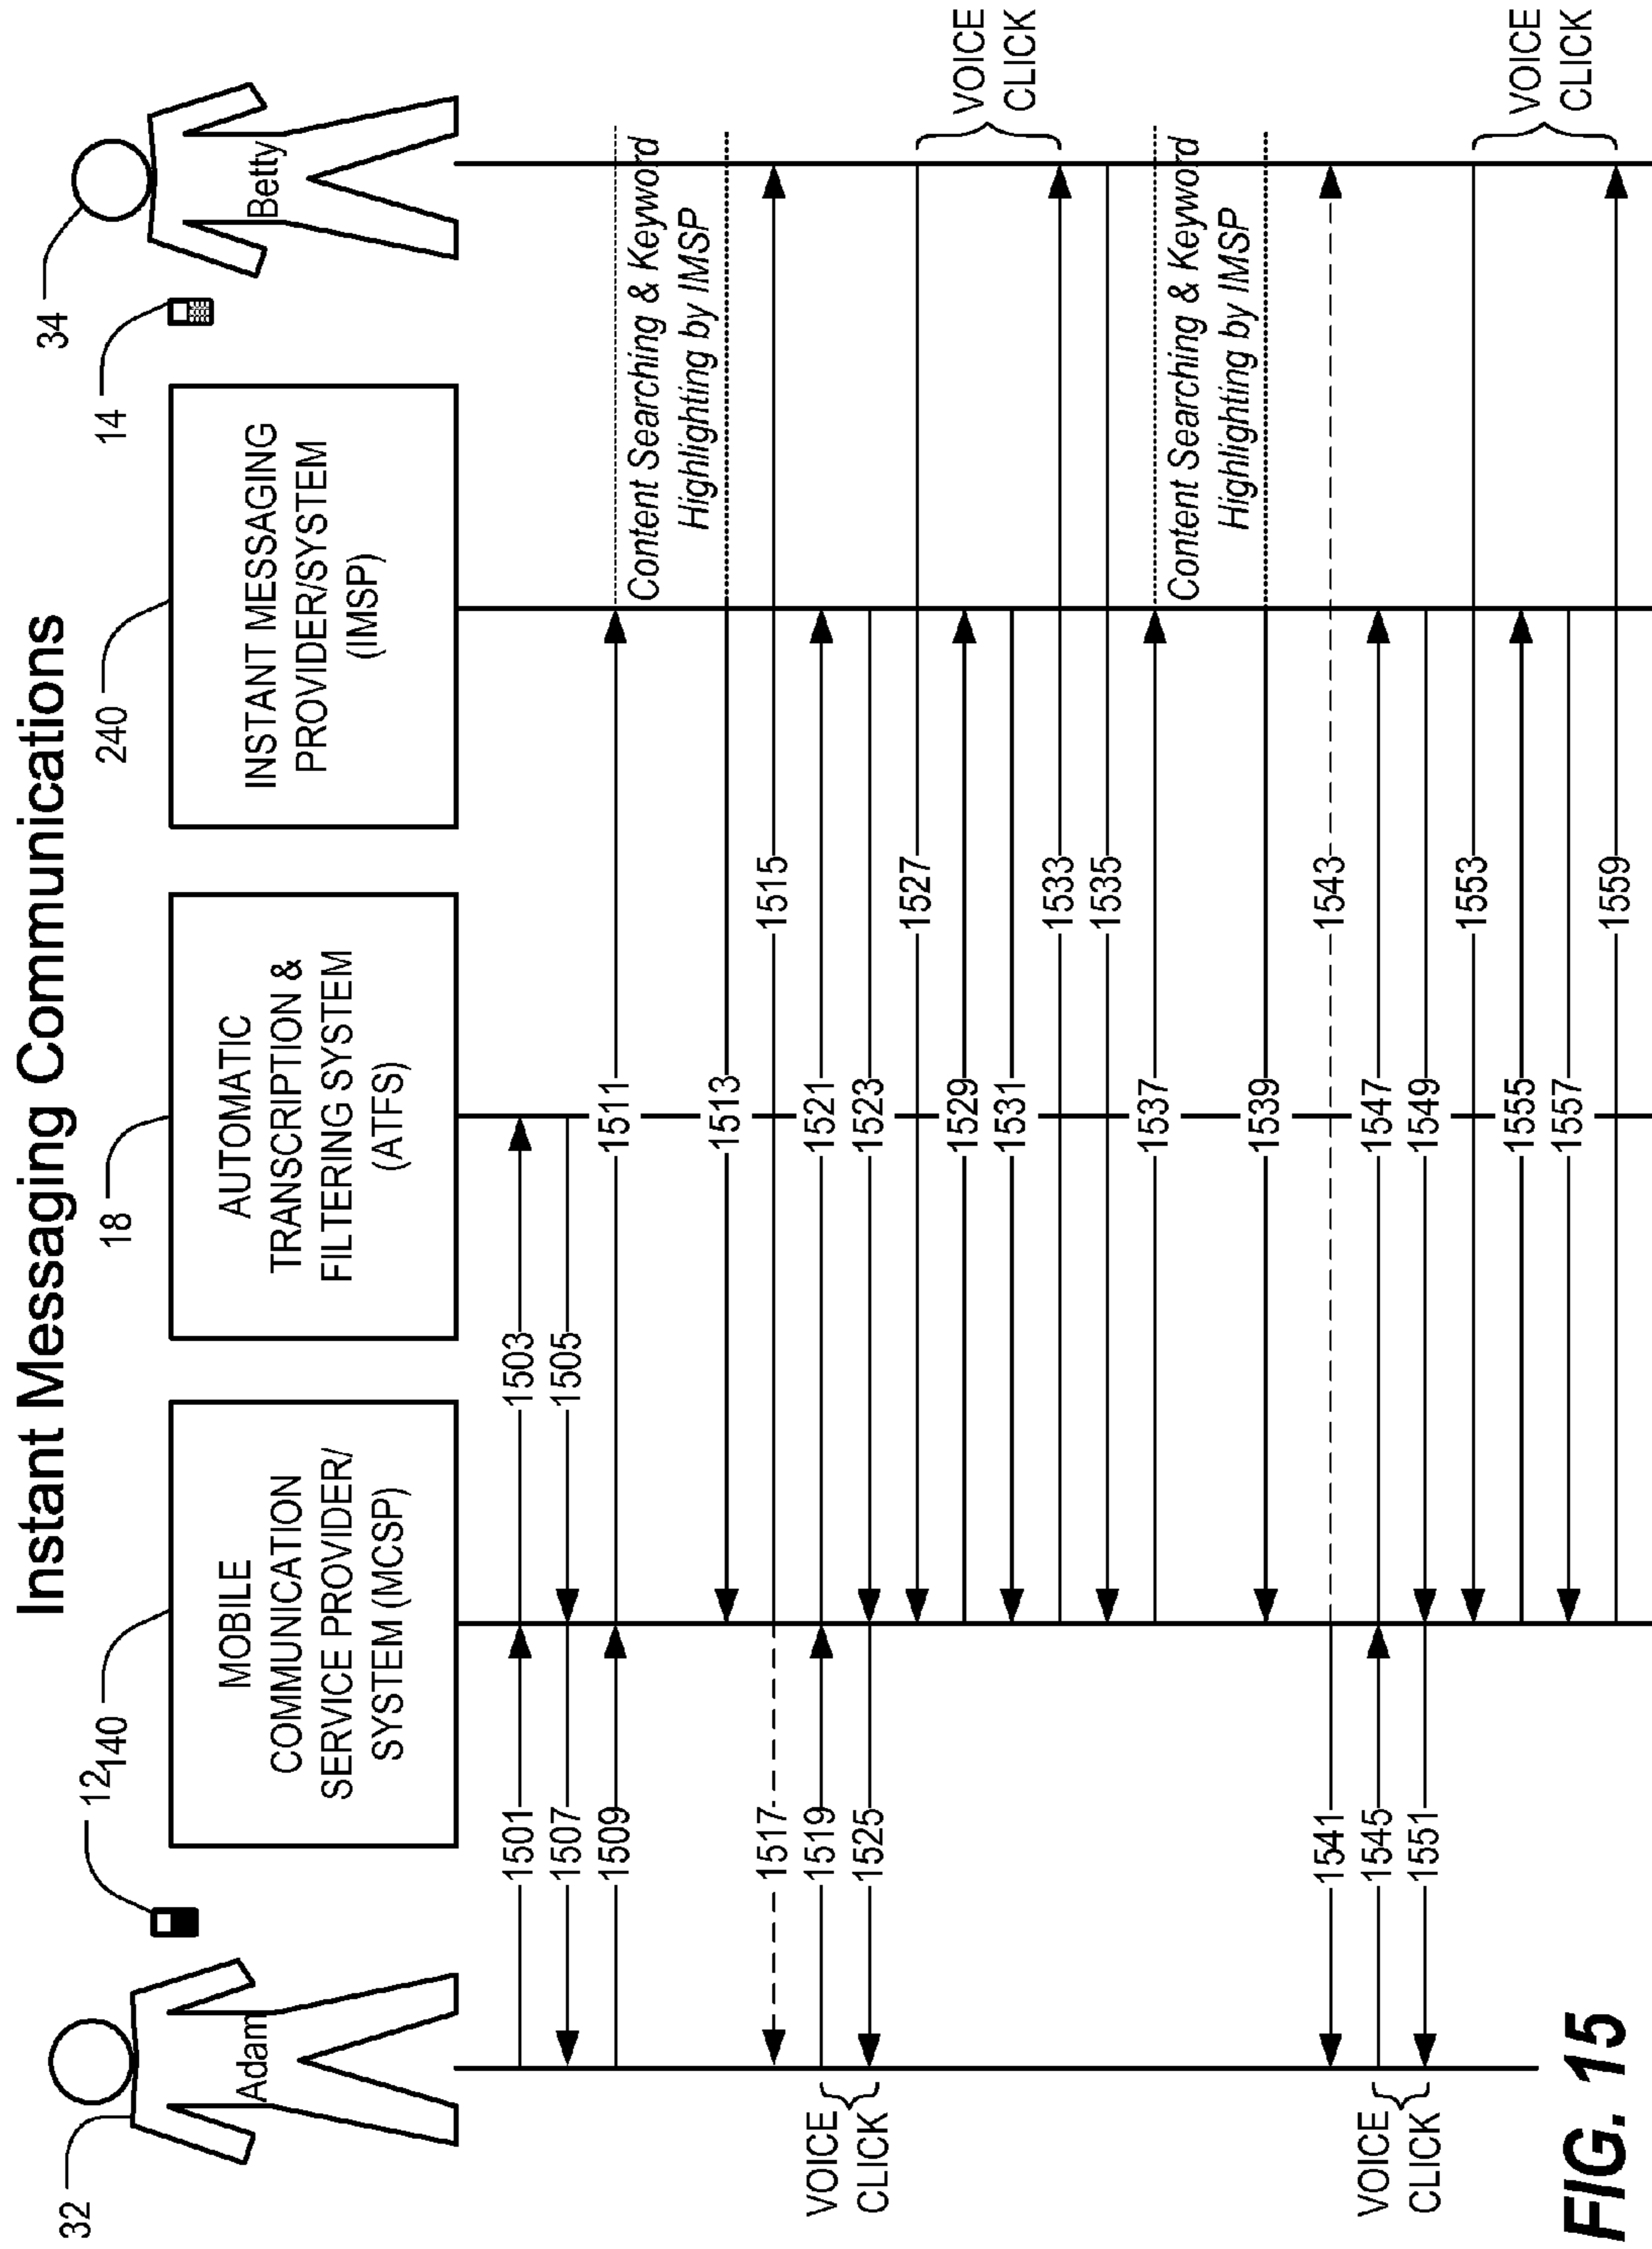 Instant Messaging Communications
32
Adam
12
140
MOBILE
COMMUNICATION
SERVICE PROVIDER/
SYSTEM (MCSP)
18
AUTOMATIC
TRANSCRIPTION &
FILTERING SYSTEM
(ATFS)
240
INSTANT MESSAGING
PROVIDER/SYSTEM
(IMSP)
14
34
Betty
1501
1503
1507
1505
1509
1511
Content Searching & Keyword
Highlighting by IMSP
1513
1517
1515
VOICE
CLICK
1519
1521
1525
1523
1527
VOICE
CLICK
1529
1531
1533
1535
1537
Content Searching & Keyword
Highlighting by IMSP
1539
1541
1543
VOICE
CLICK
1545
1547
1551
1549
1553
VOICE
CLICK
1555
1557
1559
FIG. 15